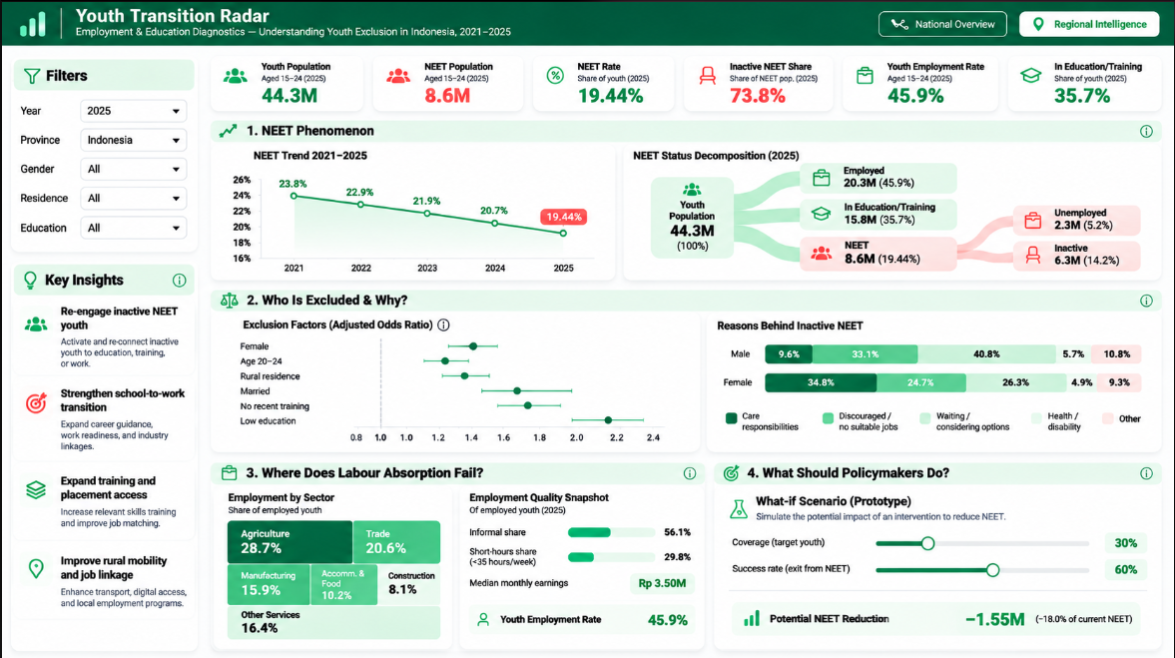 Youth Transition Radar
Employment & Education Diagnostics — Understanding Youth Exclusion in Indonesia, 2021–2025
National Overview
Regional Intelligence
Filters
Year 2025
Province Indonesia
Gender All
Residence All
Education All
Key Insights
Re-engage inactive NEET
youth
Activate and re-connect inactive
youth to education, training,
or work.
Strengthen school-to-work
transition
Expand career guidance,
work readiness, and industry
linkages.
Expand training and
placement access
Increase relevant skills training
and improve job matching.
Improve rural mobility
and job linkage
Enhance transport, digital access,
and local employment programs.
Youth Population
Aged 15–24 (2025)
44.3M
NEET Population
Aged 15–24 (2025)
8.6M
NEET Rate
Share of youth (2025)
19.44%
Inactive NEET Share
Share of NEET pop. (2025)
73.8%
Youth Employment Rate
Aged 15–24 (2025)
45.9%
In Education/Training
Share of youth (2025)
35.7%
1. NEET Phenomenon
NEET Trend 2021–2025
26%
24%
22%
20%
18%
16%
23.8%
22.9%
21.9%
20.7%
19.44%
2021 2022 2023 2024 2025
NEET Status Decomposition (2025)
Youth
Population
44.3M
(100%)
Employed
20.3M (45.9%)
In Education/Training
15.8M (35.7%)
NEET
8.6M (19.44%)
Unemployed
2.3M (5.2%)
Inactive
6.3M (14.2%)
2. Who Is Excluded & Why?
Exclusion Factors (Adjusted Odds Ratio)
Female
Age 20–24
Rural residence
Married
No recent training
Low education
0.8 1.0 1.0 1.2 1.4 1.6 1.8 2.0 2.2 2.4
Reasons Behind Inactive NEET
Male 9.6% 33.1% 40.8% 5.7% 10.8%
Female 34.8% 24.7% 26.3% 4.9% 9.3%
Care
responsibilities
Discouraged /
no suitable jobs
Waiting /
considering options
Health /
disability
Other
3. Where Does Labour Absorption Fail?
Employment by Sector
Share of employed youth
Agriculture
28.7%
Trade
20.6%
Manufacturing
15.9%
Accomm. &
Food
10.2%
Construction
8.1%
Other Services
16.4%
Employment Quality Snapshot
Of employed youth (2025)
Informal share 56.1%
Short-hours share
(<35 hours/week)
29.8%
Median monthly earnings Rp 3.50M
Youth Employment Rate 45.9%
4. What Should Policymakers Do?
What-if Scenario (Prototype)
Simulate the potential impact of an intervention to reduce NEET.
Coverage (target youth) 30%
Success rate (exit from NEET) 60%
Potential NEET Reduction −1.55M (−18.0% of current NEET)